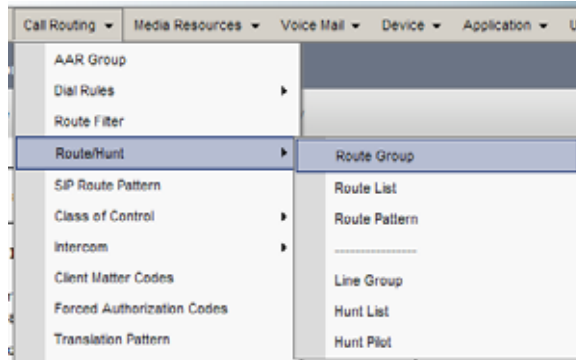 Call Routing Media Resources Voice Mail Device Application
AAR Group
Dial Rules
Route Filter
Route/Hunt
Route Group
SIP Route Pattern
Route List
Class of Control
Route Pattern
Intercom
----------------
Client Matter Codes
Line Group
Forced Authorization Codes
Hunt List
Translation Pattern
Hunt Pilot